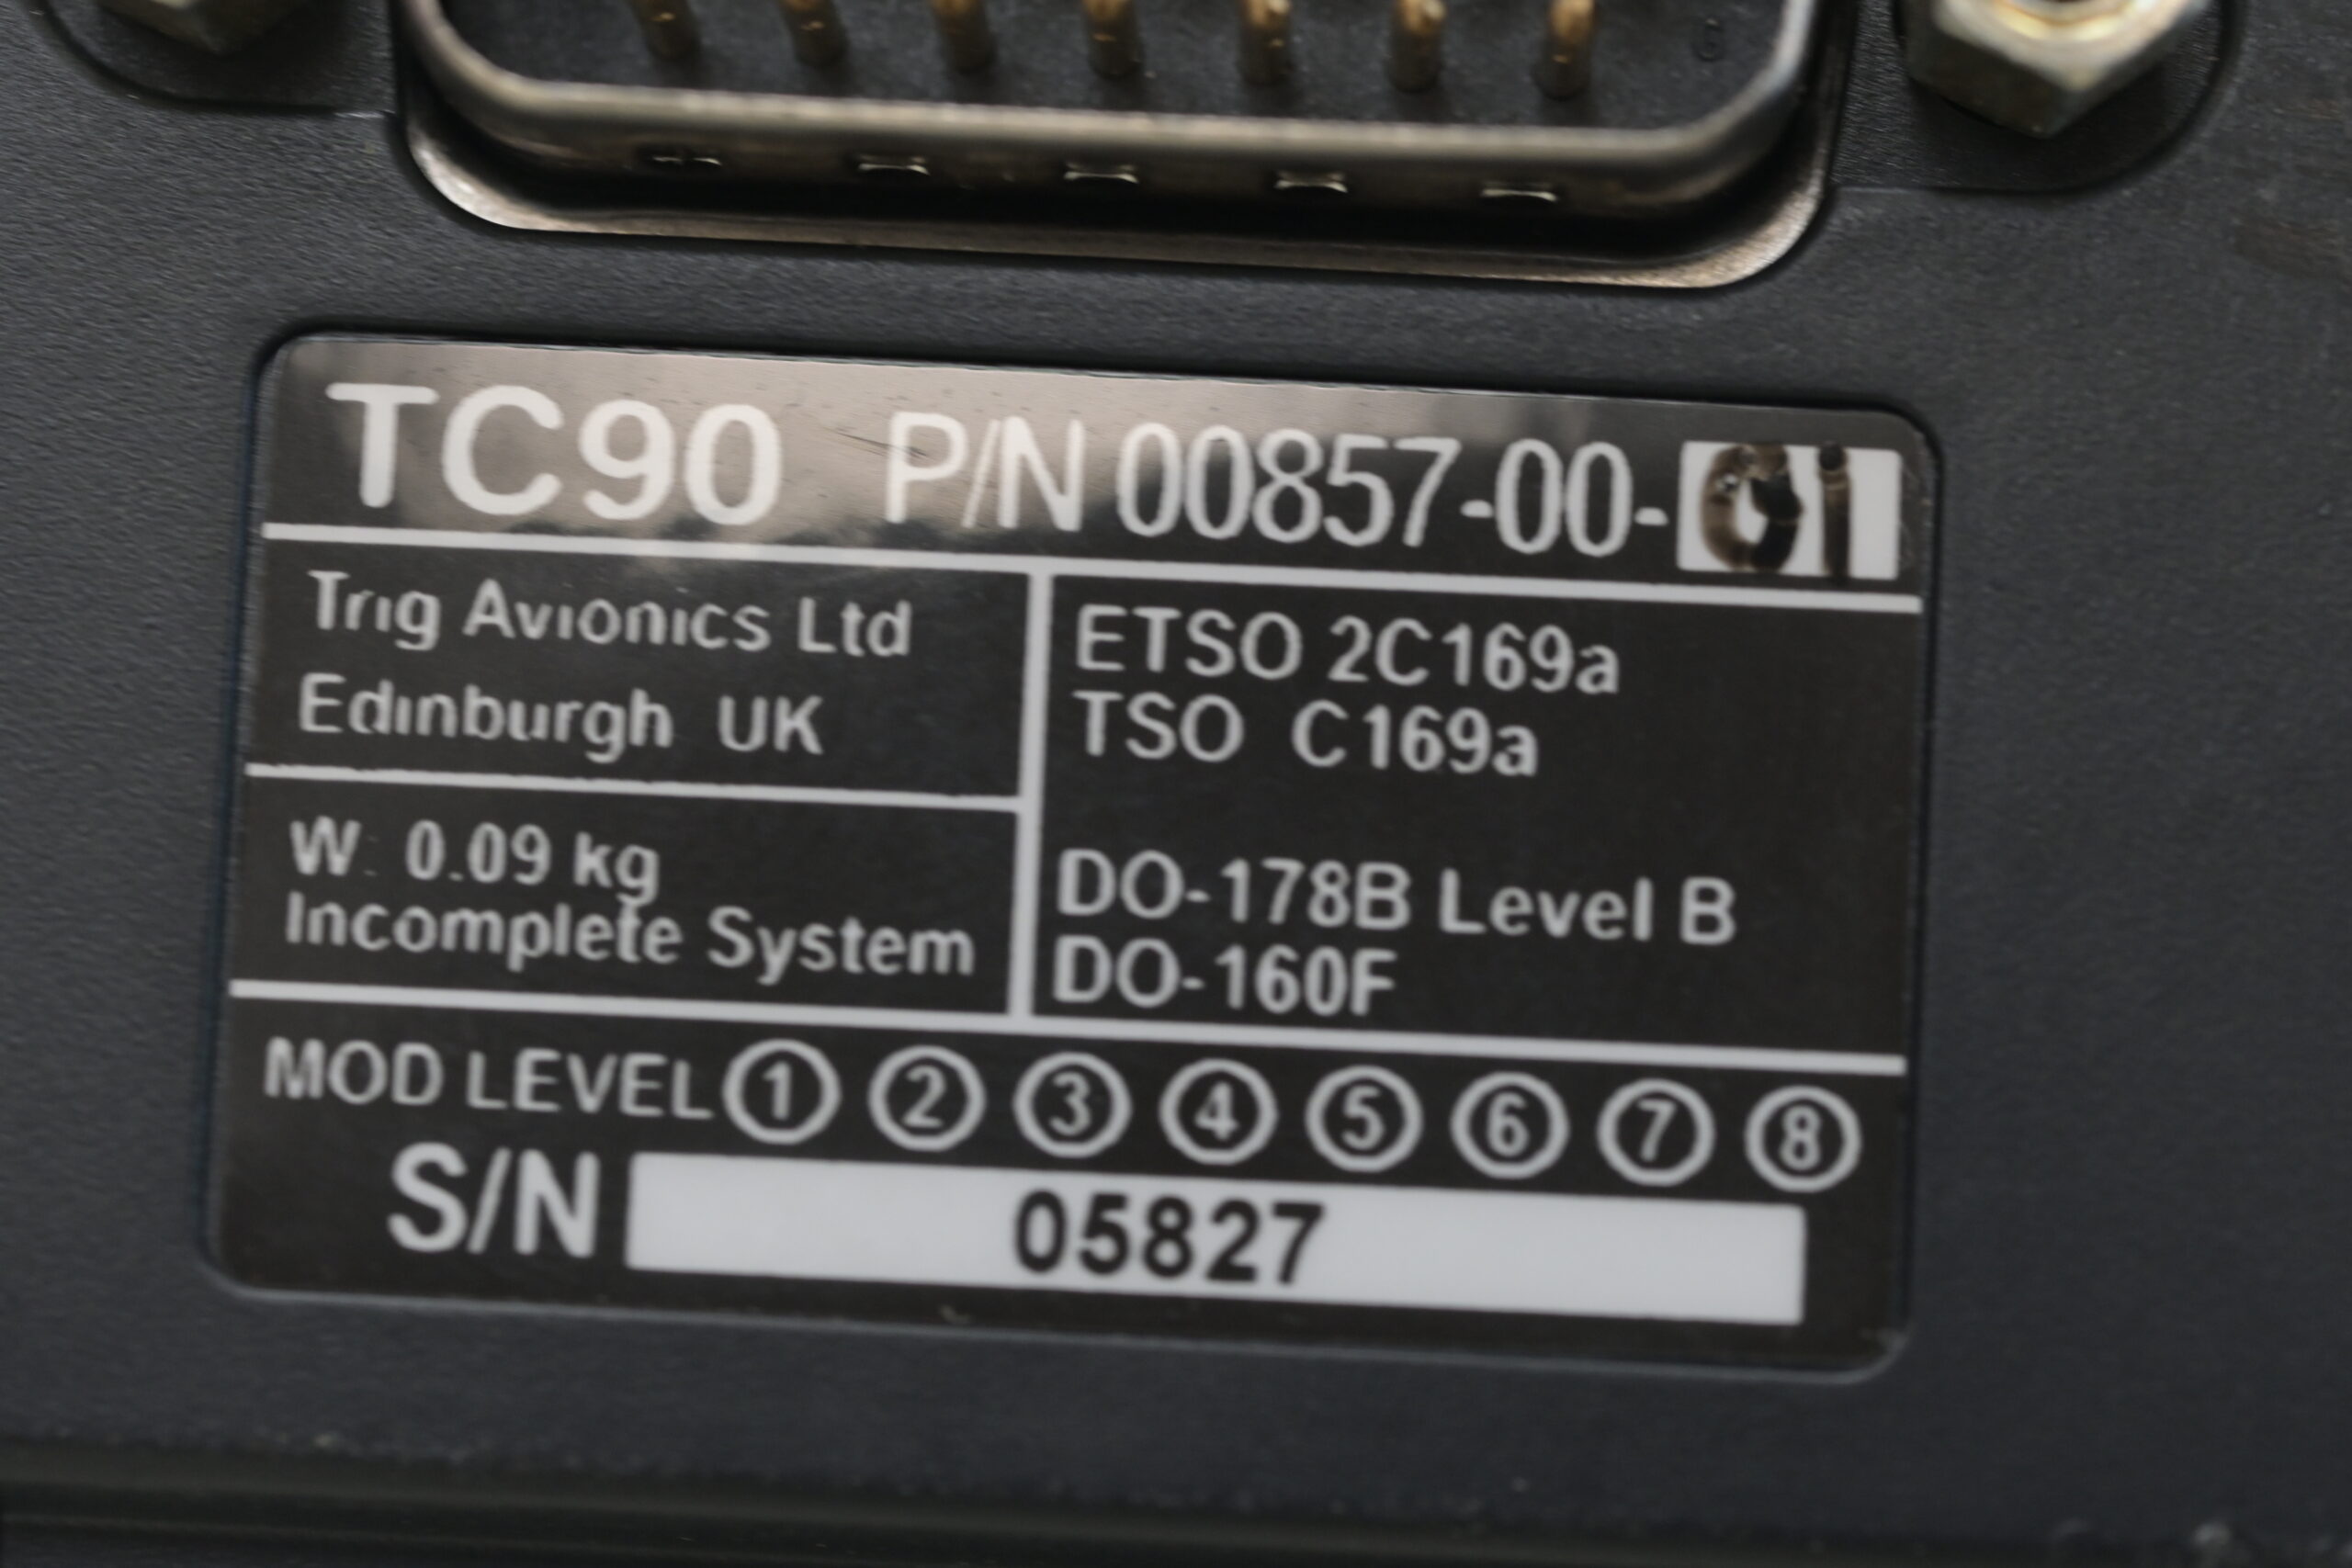 TC90 P/N 00857-00-01
Trig Avionics Ltd
Edinburgh UK
ETSO 2C169a
TSO C169a
W: 0.09 kg
Incomplete System
DO-178B Level B
DO-160F
MOD LEVEL 1 2 3 4 5 6 7 8
S/N 05827